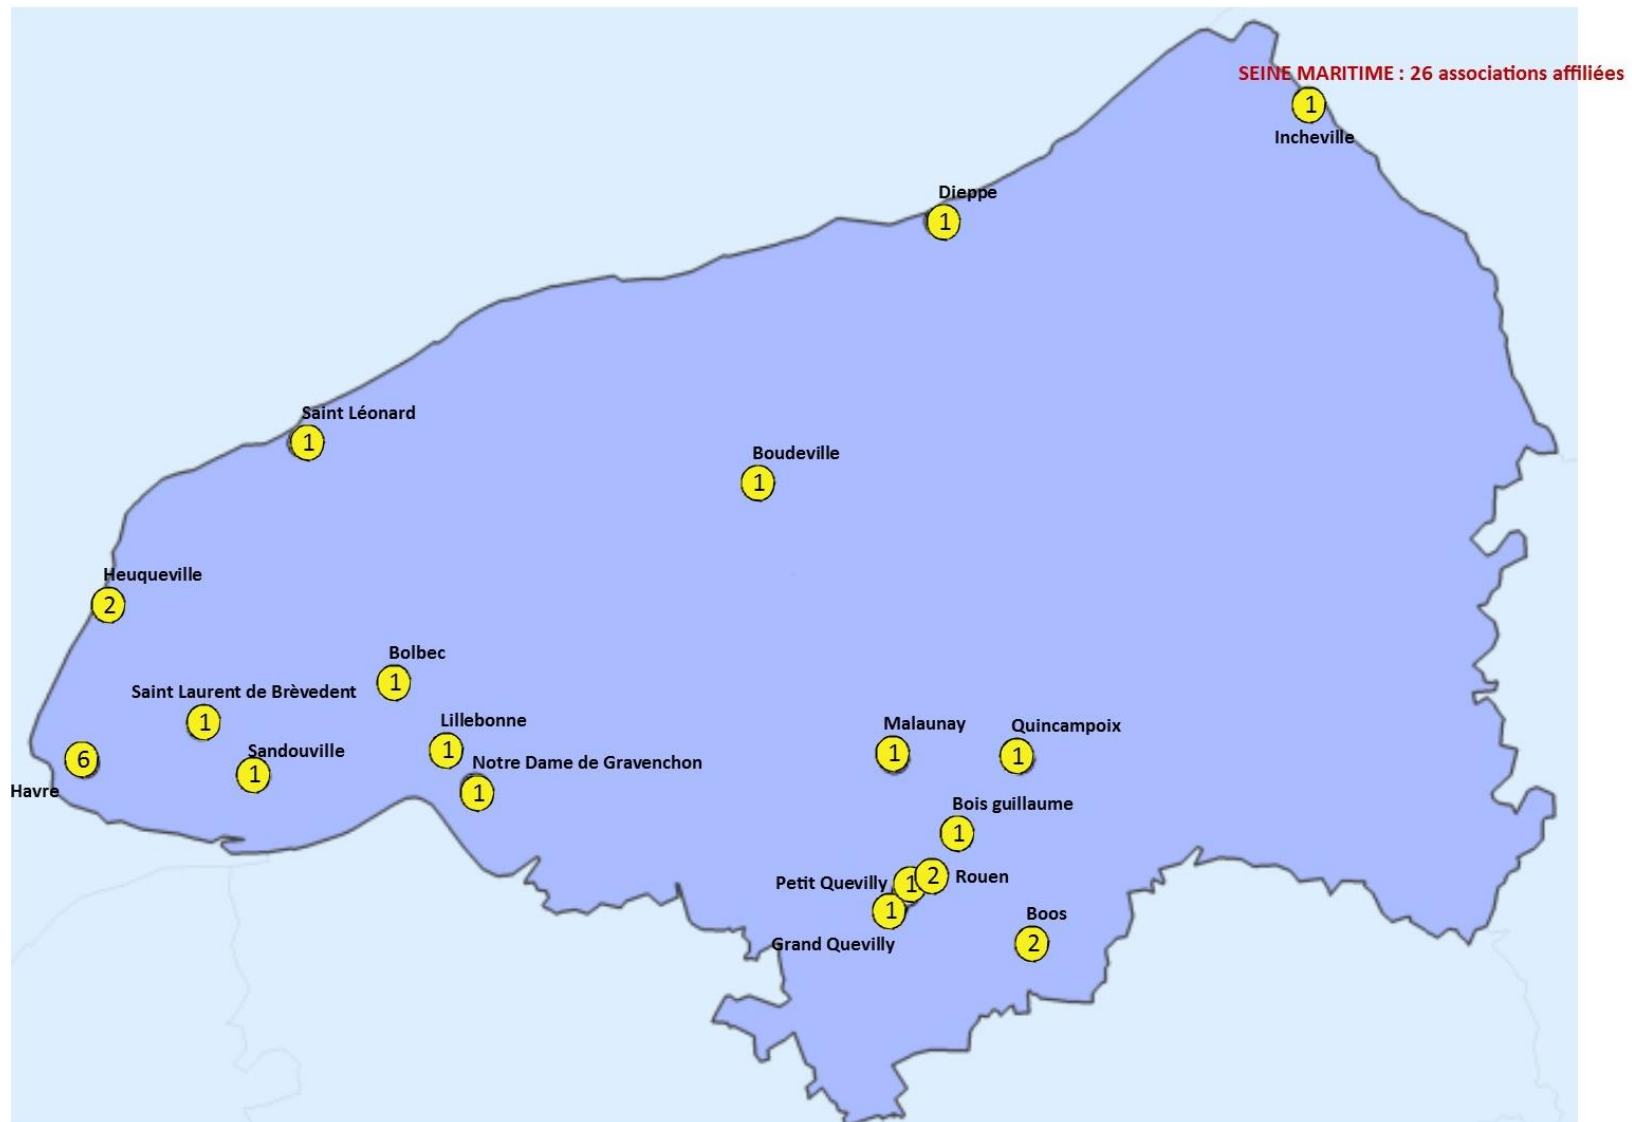 SEINE MARITIME : 26 associations affiliées
1
Incheville
Dieppe
1
Saint Léonard
1
Boudeville
1
Heuqueville
2
Bolbec
1
Saint Laurent de Brèvedent
1
Lillebonne
1
Malaunay
1
Quincampoix
1
Sandouville
1
6
Havre
Notre Dame de Gravenchon
1
Bois guillaume
1
Petit Quevilly
1
2
Rouen
1
Grand Quevilly
Boos
2